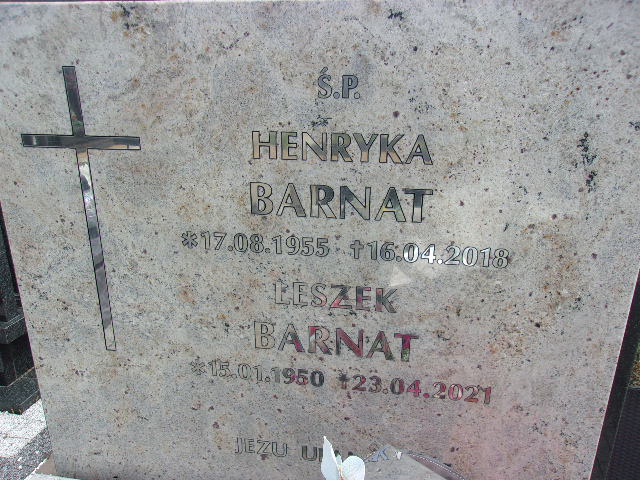 Ś.P.
HENRYKA
BARNAT
*17.08.1955 †16.04.2018
LESZEK
BARNAT
*15.01.1950 †23.04.2021
JEZU